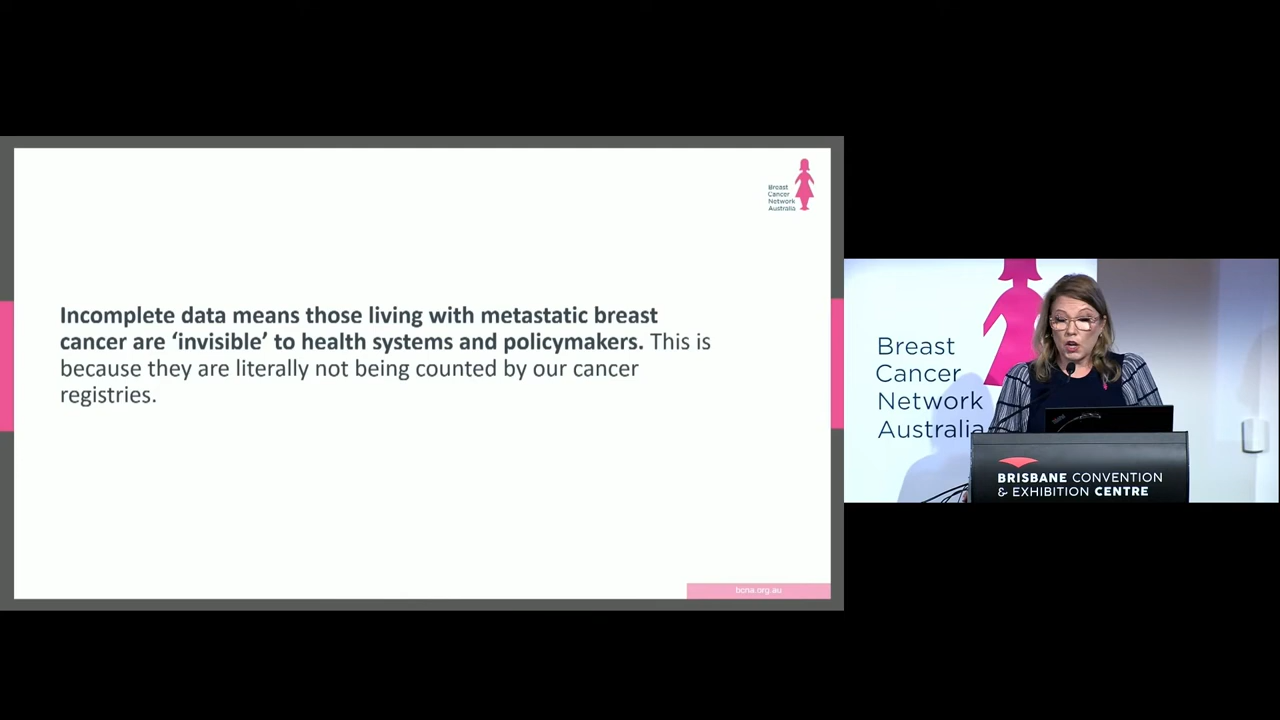 Breast
Cancer
Network
Australia
Incomplete data means those living with metastatic breast
cancer are ‘invisible’ to health systems and policymakers. This is
because they are literally not being counted by our cancer
registries.
bcna.org.au
Breast
Cancer
Network
Australia
BRISBANE CONVENTION
& EXHIBITION CENTRE